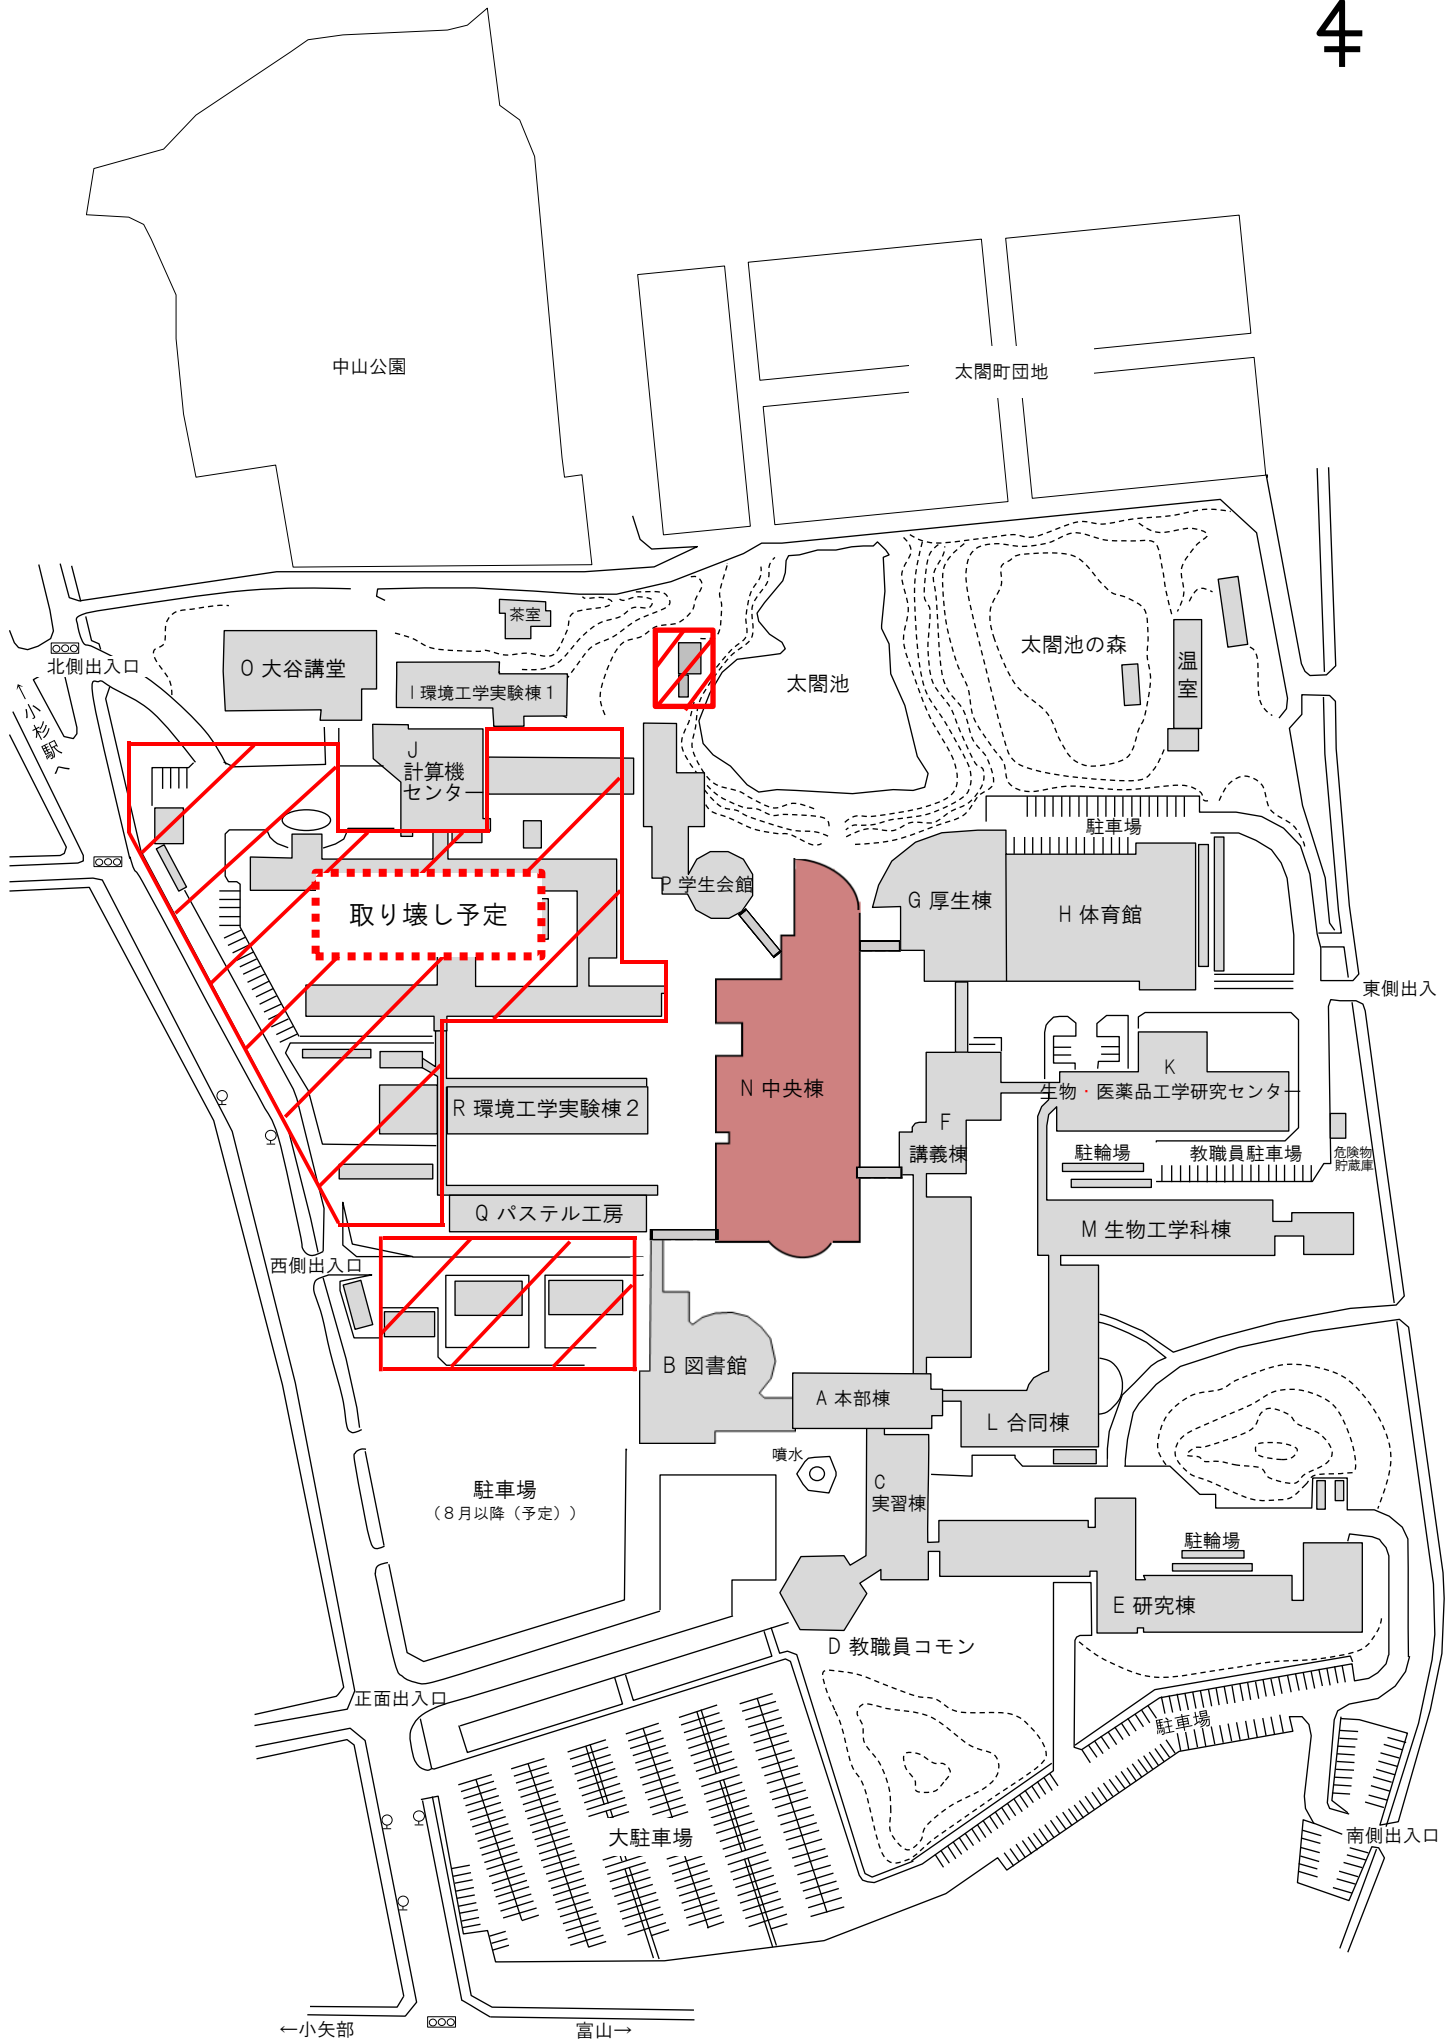 中山公園
太閤町団地
茶室
北側出入口
O 大谷講堂
I 環境工学実験棟1
太閤池
太閤池の森
温室
←小杉駅へ
J
計算機
センター
駐車場
P 学生会館
G 厚生棟
H 体育館
取り壊し予定
東側出入
N 中央棟
K
生物・医薬品工学研究センター
R 環境工学実験棟2
F
講義棟
駐輪場
教職員駐車場
危険物
貯蔵庫
Q パステル工房
M 生物工学科棟
西側出入口
B 図書館
A 本部棟
L 合同棟
噴水
駐車場
(8月以降(予定))
C
実習棟
駐輪場
E 研究棟
D 教職員コモン
正面出入口
駐車場
大駐車場
南側出入口
←小矢部
富山→